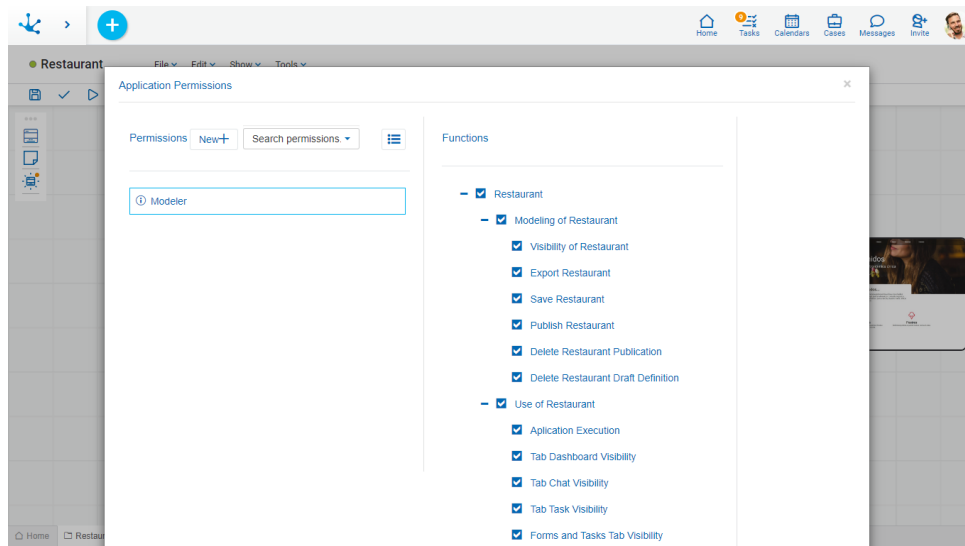 Home
9
Tasks
Calendars
Cases
Messages
Invite
Restaurant
File Edit Show Tools
Application Permissions
×
Permissions New+ Search permissions
Functions
Modeler
Restaurant
Modeling of Restaurant
Visibility of Restaurant
Export Restaurant
Save Restaurant
Publish Restaurant
Delete Restaurant Publication
Delete Restaurant Draft Definition
Use of Restaurant
Aplication Execution
Tab Dashboard Visibility
Tab Chat Visibility
Tab Task Visibility
Forms and Tasks Tab Visibility
Home Restaur